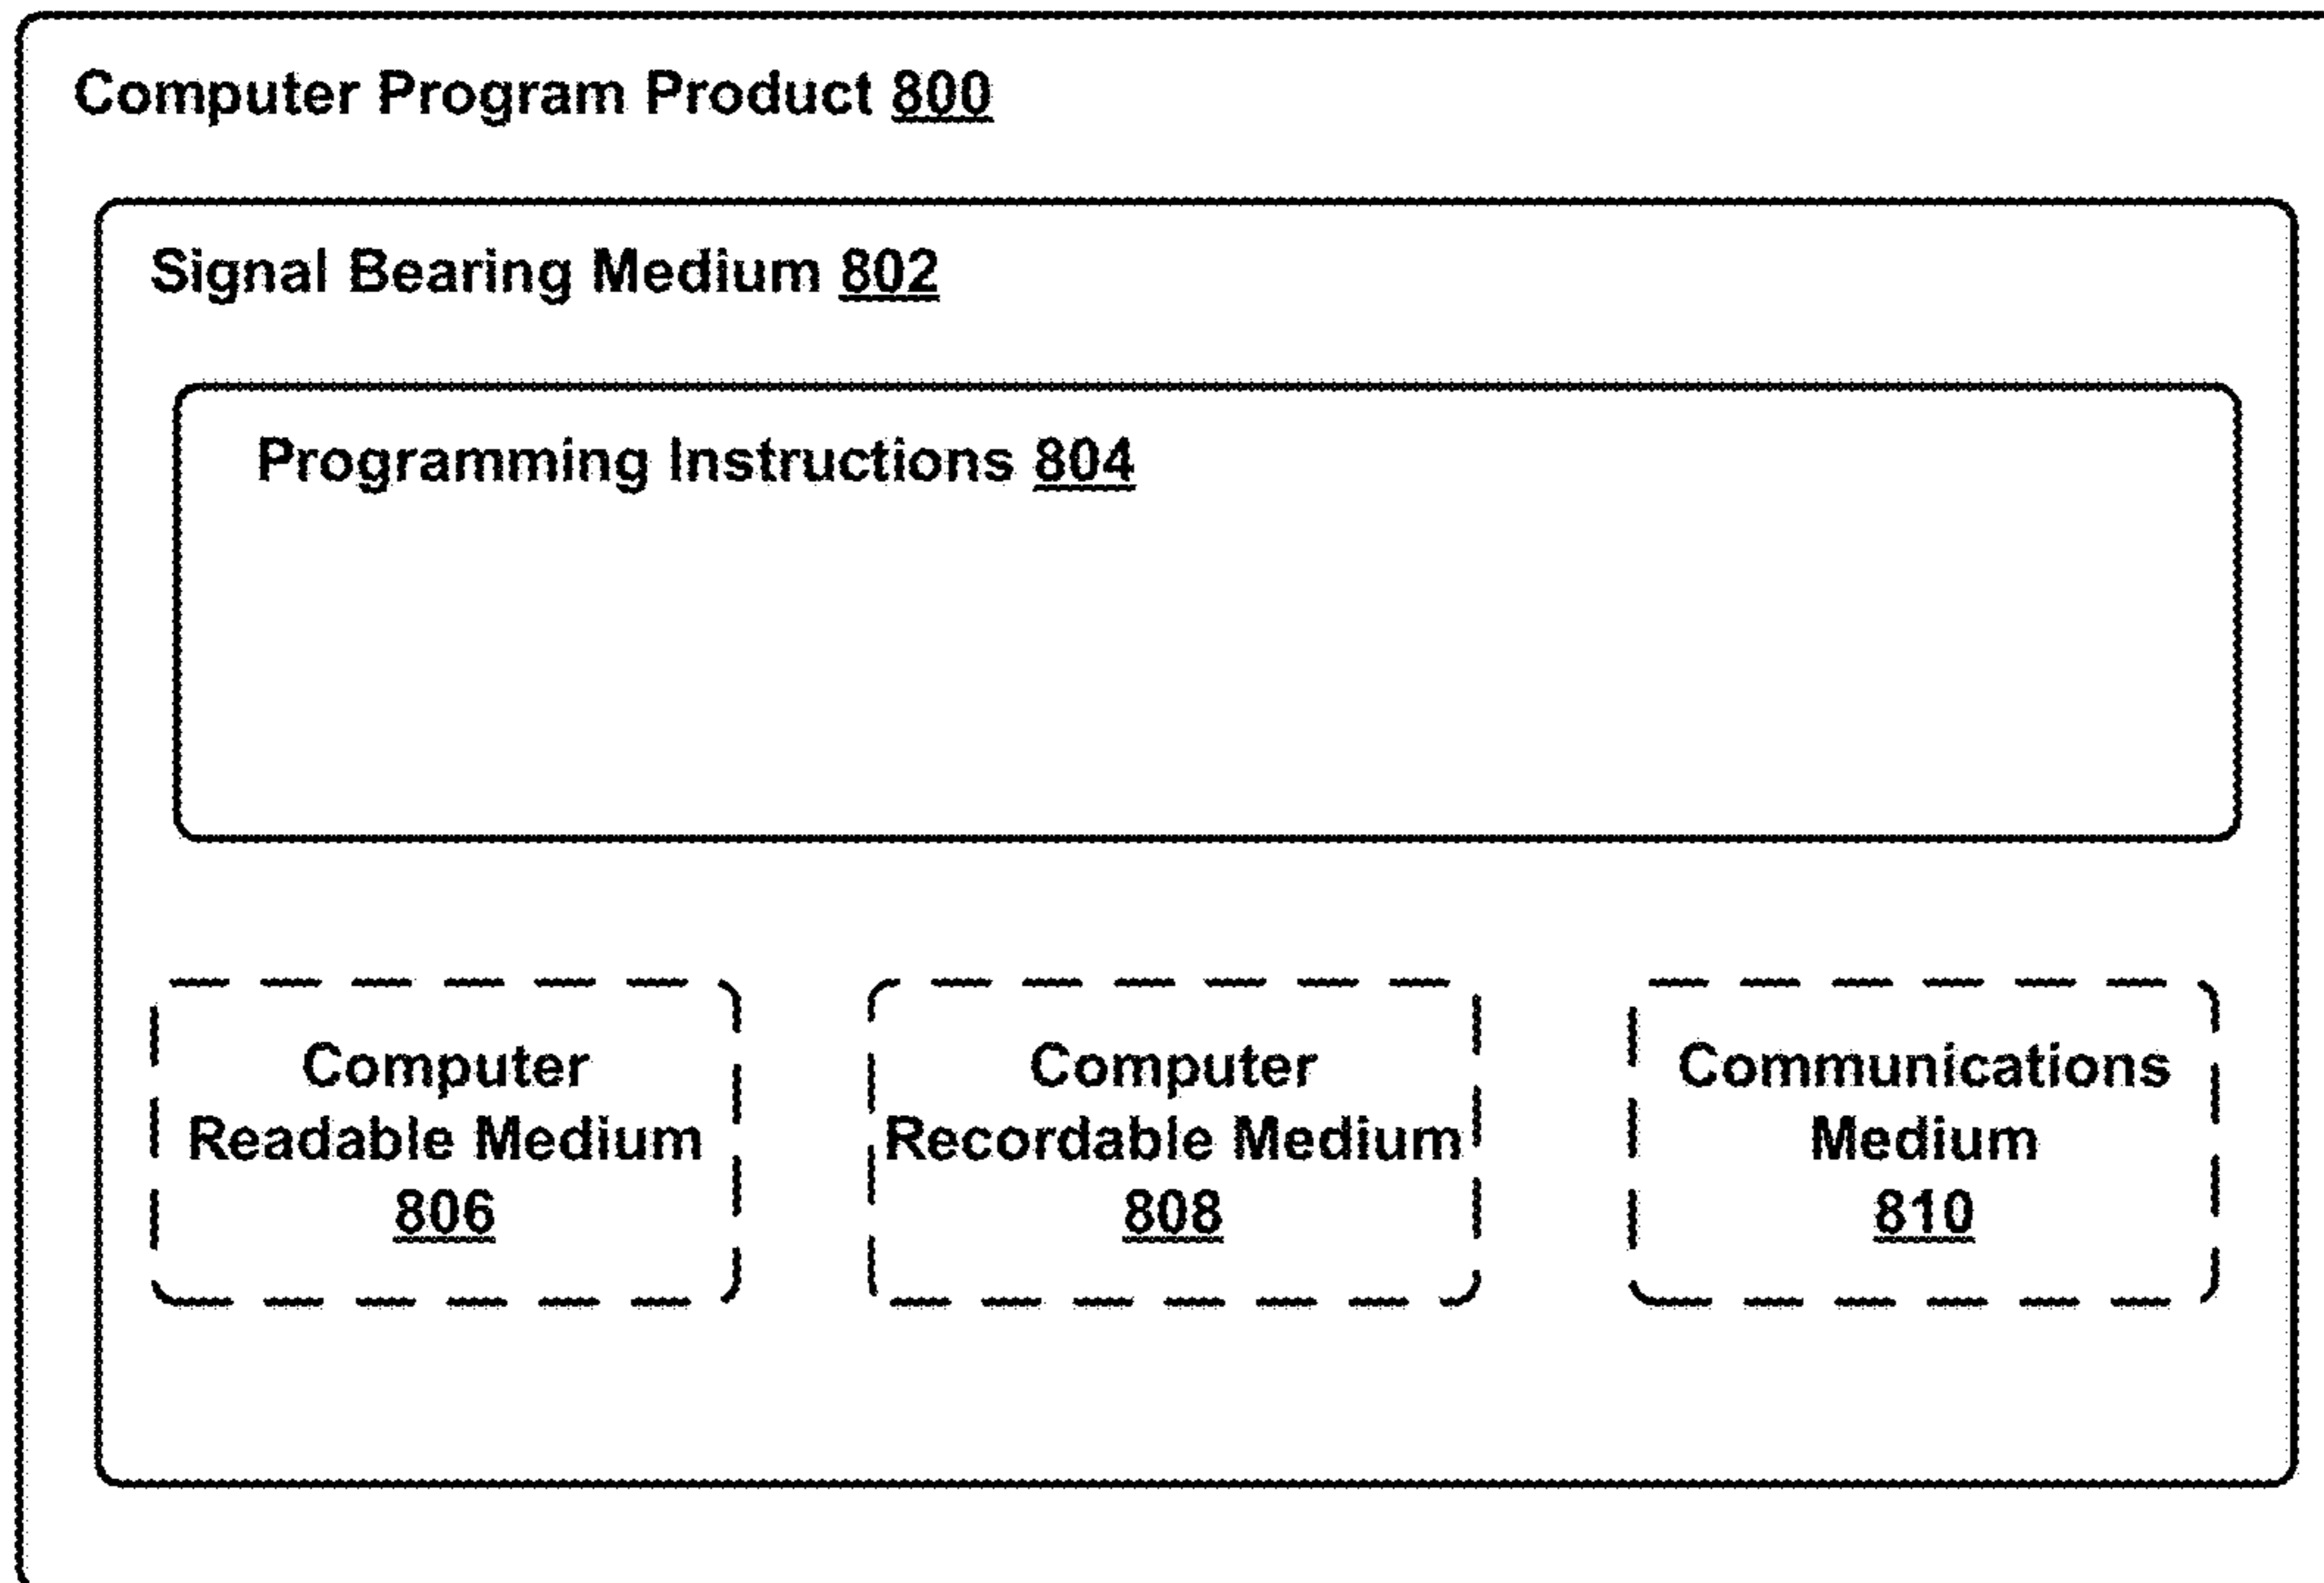 Computer Program Product 800
Signal Bearing Medium 802
Programming Instructions 804
Computer
Readable Medium
806
Computer
Recordable Medium
808
Communications
Medium
810